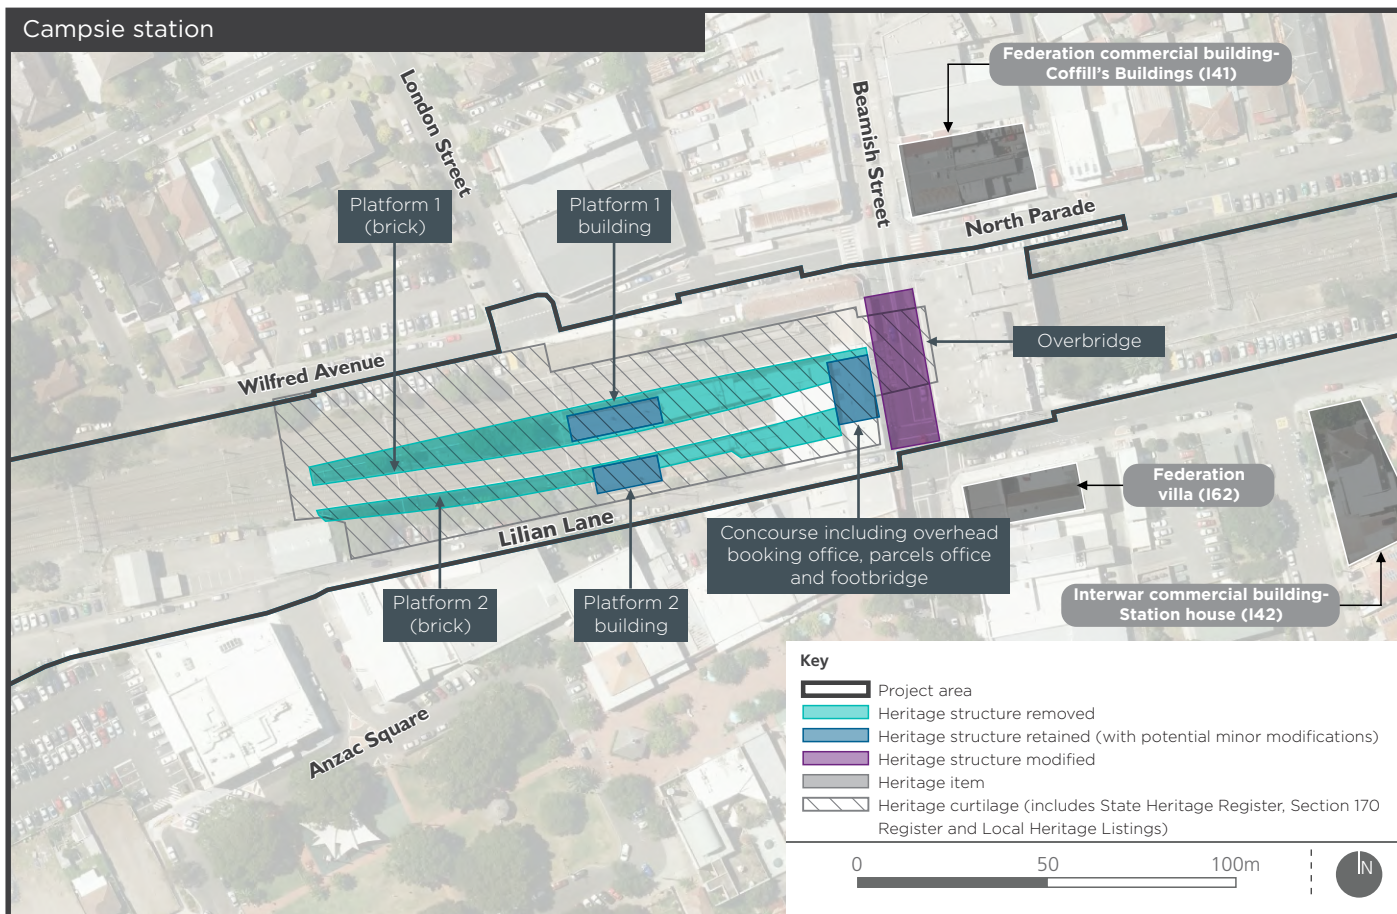 Campsie station
Federation commercial building-
Coffill's Buildings (I41)
London Street
Beamish Street
Platform 1
(brick)
Platform 1
building
North Parade
Overbridge
Wilfred Avenue
Federation
villa (I62)
Lilian Lane
Concourse including overhead
booking office, parcels office
and footbridge
Platform 2
(brick)
Platform 2
building
Interwar commercial building-
Station house (I42)
Anzac Square
Key
Project area
Heritage structure removed
Heritage structure retained (with potential minor modifications)
Heritage structure modified
Heritage item
Heritage curtilage (includes State Heritage Register, Section 170
Register and Local Heritage Listings)
0 50 100m
N